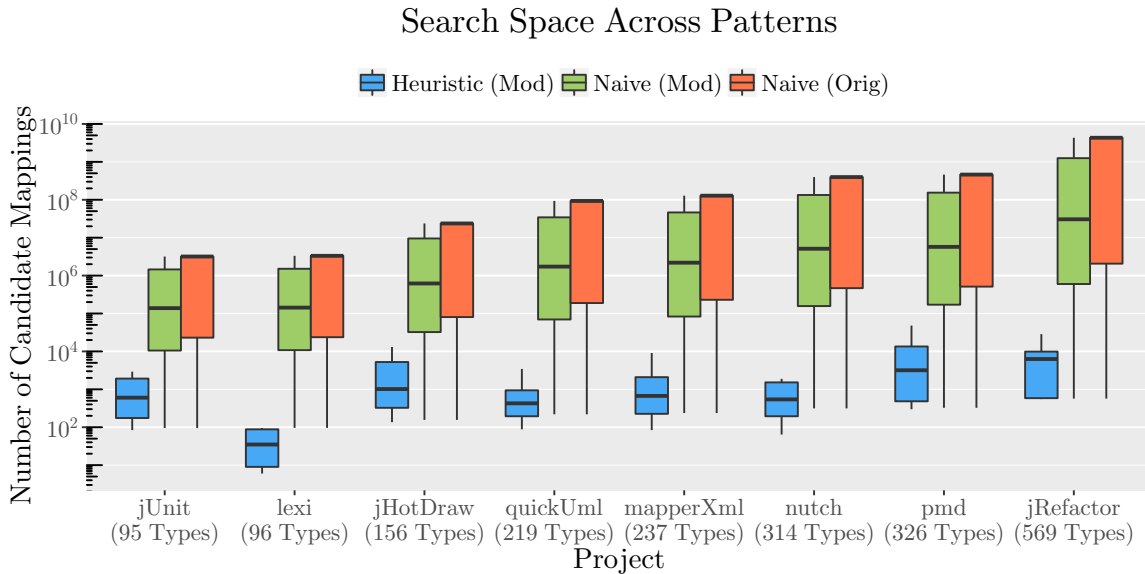 Search Space Across Patterns
Heuristic (Mod) Naive (Mod) Naive (Orig)
Number of Candidate Mappings
10^10
10^8
10^6
10^4
10^2
jUnit lexi jHotDraw quickUml mapperXml nutch pmd jRefactor
(95 Types) (96 Types) (156 Types) (219 Types) (237 Types) (314 Types) (326 Types) (569 Types)
Project